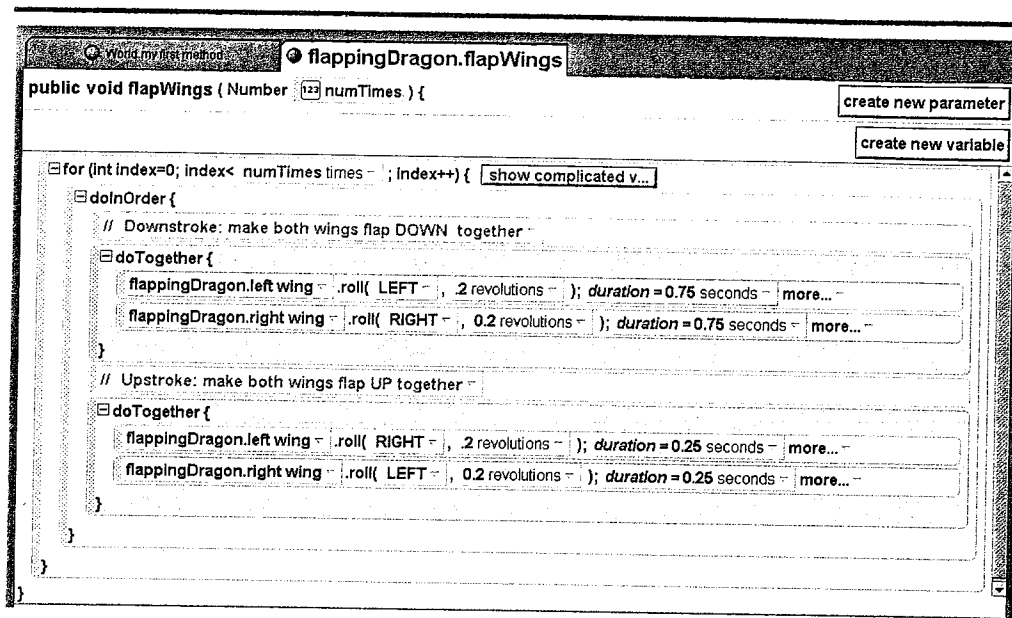 World.my first method
flappingDragon.flapWings
public void flapWings ( Number 123 numTimes ) {
create new parameter
create new variable
for (int index=0; index< numTimes times ; index++) { show complicated v...
doInOrder {
// Downstroke: make both wings flap DOWN together
doTogether {
flappingDragon.left wing .roll( LEFT , .2 revolutions ); duration = 0.75 seconds more...
flappingDragon.right wing .roll( RIGHT , 0.2 revolutions ); duration = 0.75 seconds more...
}
// Upstroke: make both wings flap UP together
doTogether {
flappingDragon.left wing .roll( RIGHT , .2 revolutions ); duration = 0.25 seconds more...
flappingDragon.right wing .roll( LEFT , 0.2 revolutions ); duration = 0.25 seconds more...
}
}
}
}